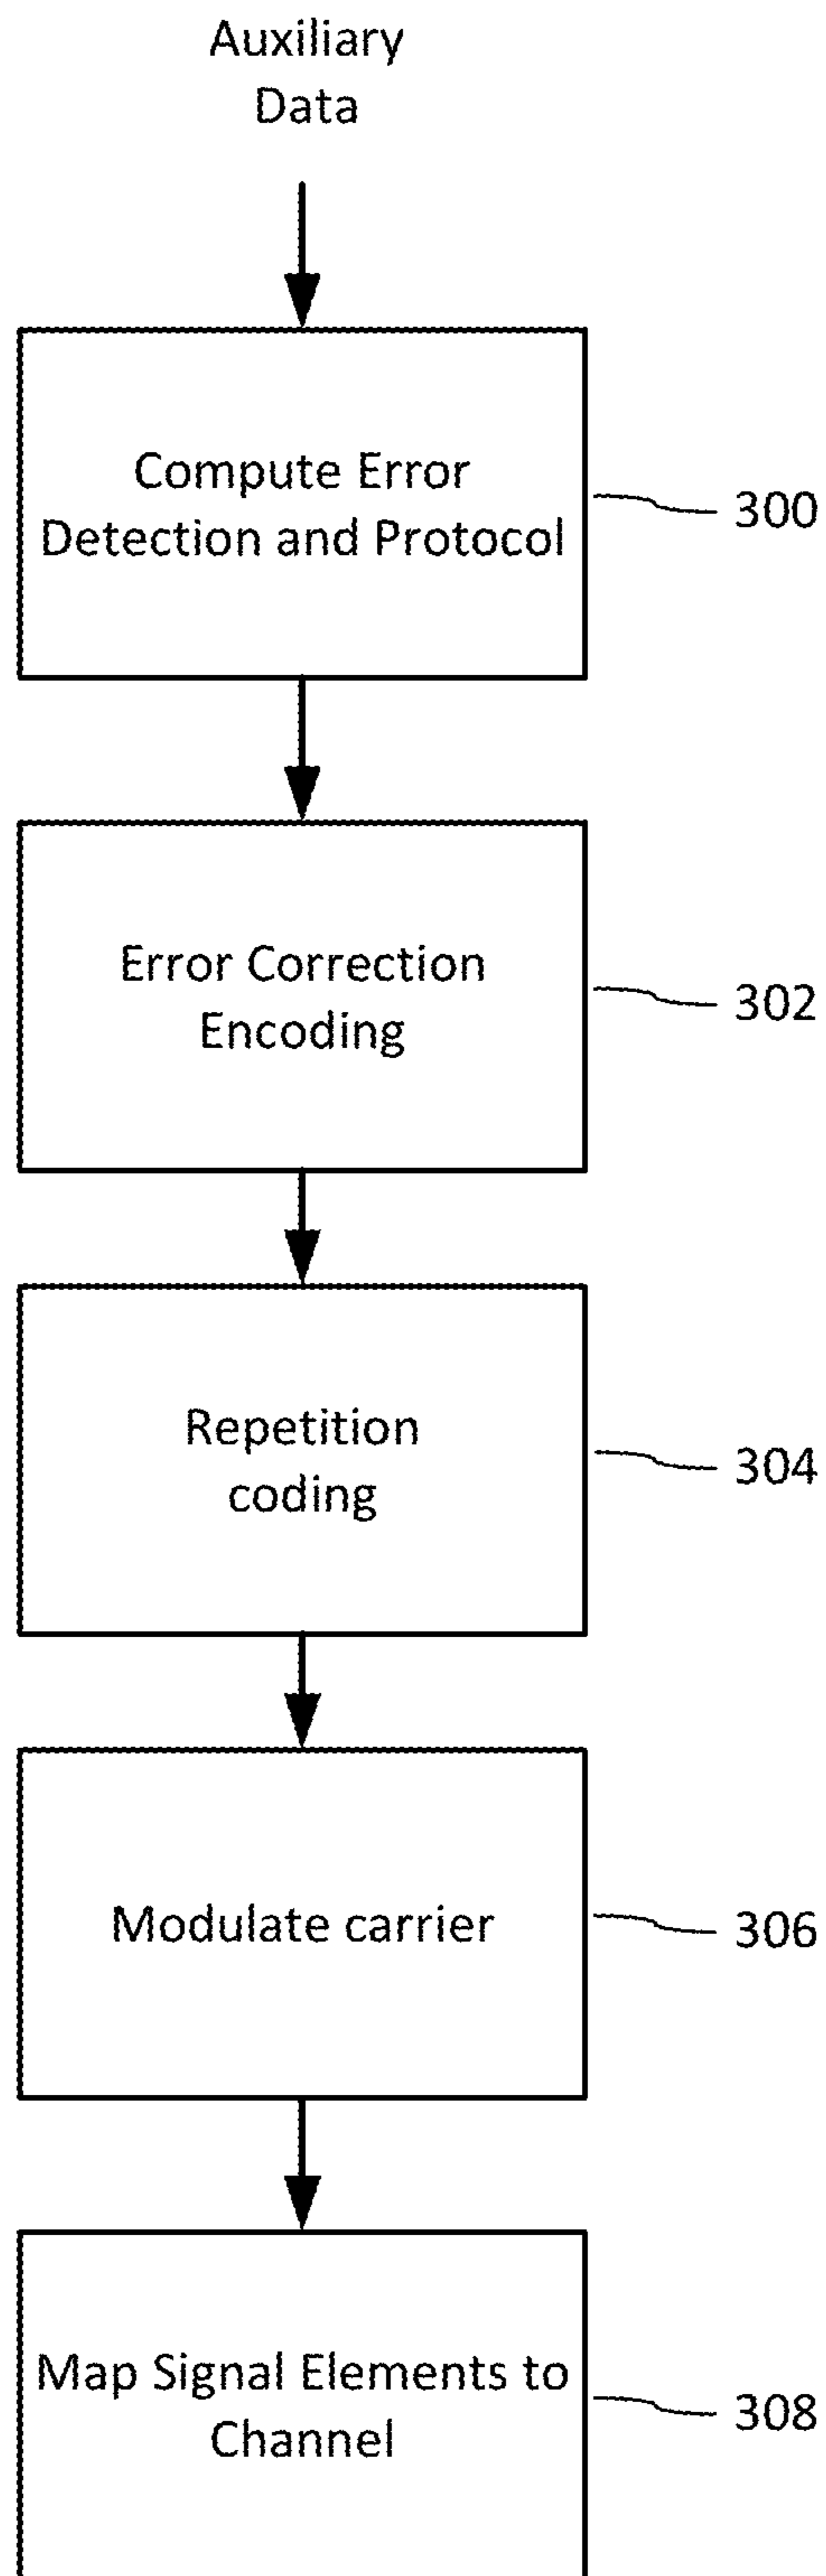 Auxiliary
Data
Compute Error
Detection and Protocol
300
Error Correction
Encoding
302
Repetition
coding
304
Modulate carrier
306
Map Signal Elements to
Channel
308